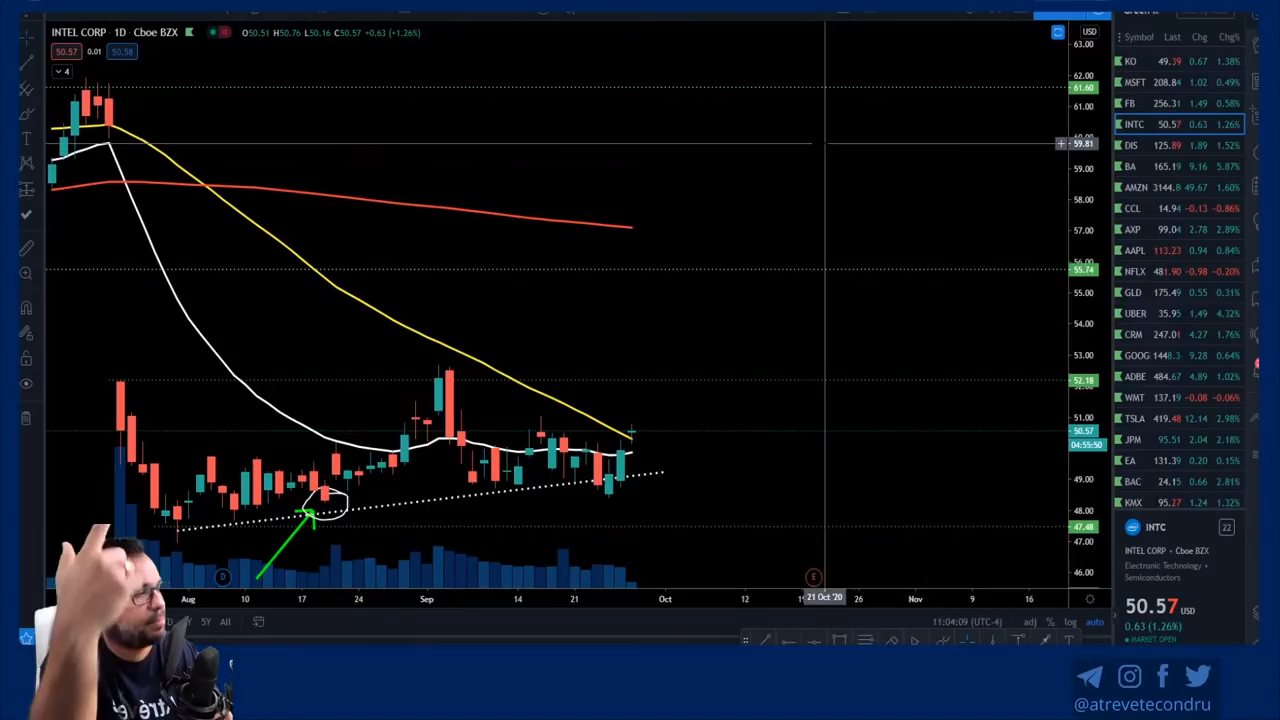 INTEL CORP · 1D · Cboe BZX O50.51 H50.76 L50.16 C50.57 +0.63 (+1.26%)
50.57 0.01 50.58
4
USD
63.00
62.00
61.60
61.00
59.81
59.00
58.00
57.00
56.00
55.74
55.00
54.00
53.00
52.18
51.00
50.57
04:55:50
49.00
48.00
47.48
47.00
46.00
D
E
Aug 17 24 Sep 14 21 Oct 12 21 Oct '20 26 Nov 9 16
5Y All
11:04:09 (UTC-4) adj % log auto
Symbol Last Chg Chg%
KO 49.39 0.67 1.38%
MSFT 208.84 1.02 0.49%
FB 256.31 1.49 0.58%
INTC 50.57 0.63 1.26%
DIS 125.89 1.89 1.52%
BA 165.19 9.16 5.87%
AMZN 3144.8 49.67 1.60%
CCL 14.94 -0.13 -0.86%
AXP 99.04 2.78 2.89%
AAPL 113.23 0.94 0.84%
NFLX 481.90 -0.98 -0.20%
GLD 175.49 0.55 0.31%
UBER 35.95 1.49 4.32%
CRM 247.01 4.27 1.76%
GOOG 1448.3 9.28 0.64%
ADBE 484.67 4.89 1.02%
WMT 137.19 -0.08 -0.06%
TSLA 419.48 12.14 2.98%
JPM 95.51 2.04 2.18%
EA 131.39 0.20 0.15%
BAC 24.15 0.66 2.81%
KMX 95.27 1.24 1.32%
INTC 22
INTEL CORP · Cboe BZX
Electronic Technology ·
Semiconductors
50.57 USD
0.63 (1.26%)
MARKET OPEN
@atrevetecondru